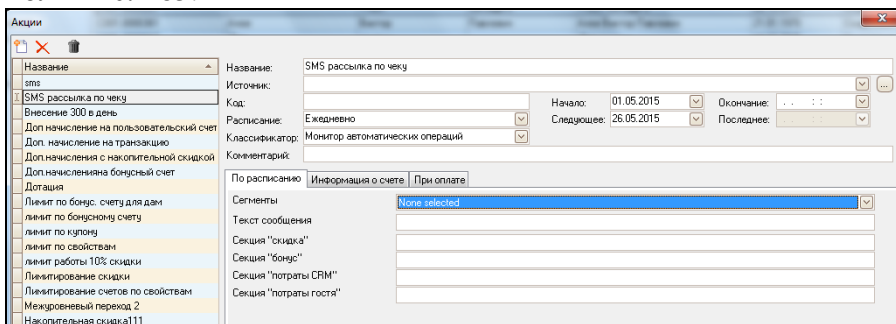 Акции
Название
sms
SMS рассылка по чеку
Внесение 300 в день
Доп начисление на пользовательский счет
Доп. начисление на транзакцию
Доп.начисления с накопительной скидкой
Доп.начисленияна бонусный счет
Дотация
Лимит по бонус. счету для дам
лимит по бонусному счету
лимит по купону
лимит по свойствам
лимит работы 10% скидки
Лимитирование скидки
Лимитирование счетов по свойствам
Межуровневый переход 2
Накопительная скидка111
Название: SMS рассылка по чеку
Источник:
Код: Начало: 01.05.2015 Окончание: . . : :
Расписание: Ежедневно Следующее: 26.05.2015 Последнее: . . : :
Классификатор: Монитор автоматических операций
Комментарий:
По расписанию Информация о счете При оплате
Сегменты None selected
Текст сообщения
Секция "скидка"
Секция "бонус"
Секция "потраты CRM"
Секция "потраты гостя"